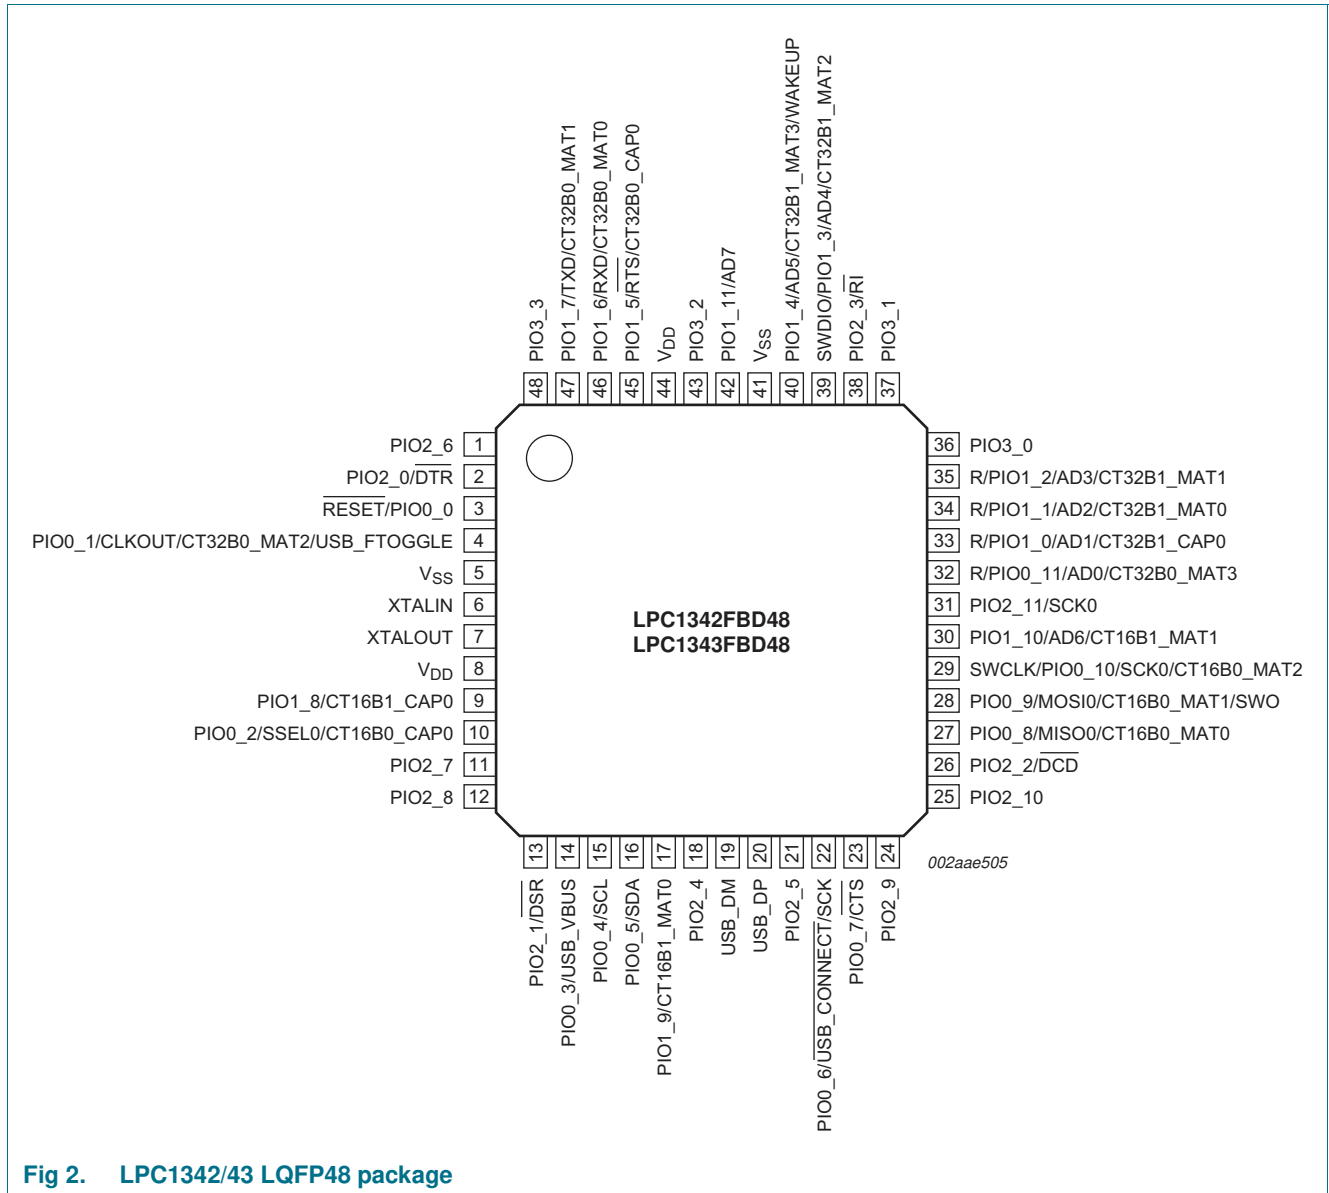 PIO3_3
PIO1_7/TXD/CT32B0_MAT1
PIO1_6/RXD/CT32B0_MAT0
PIO1_5/RTS/CT32B0_CAP0
VDD
PIO3_2
PIO1_11/AD7
VSS
PIO1_4/AD5/CT32B1_MAT3/WAKEUP
SWDIO/PIO1_3/AD4/CT32B1_MAT2
PIO2_3/RI
PIO3_1
48
47
46
45
44
43
42
41
40
39
38
37
PIO2_6 1
PIO2_0/DTR 2
RESET/PIO0_0 3
PIO0_1/CLKOUT/CT32B0_MAT2/USB_FTOGGLE 4
VSS 5
XTALIN 6
XTALOUT 7
VDD 8
PIO1_8/CT16B1_CAP0 9
PIO0_2/SSEL0/CT16B0_CAP0 10
PIO2_7 11
PIO2_8 12
LPC1342FBD48
LPC1343FBD48
36 PIO3_0
35 R/PIO1_2/AD3/CT32B1_MAT1
34 R/PIO1_1/AD2/CT32B1_MAT0
33 R/PIO1_0/AD1/CT32B1_CAP0
32 R/PIO0_11/AD0/CT32B0_MAT3
31 PIO2_11/SCK0
30 PIO1_10/AD6/CT16B1_MAT1
29 SWCLK/PIO0_10/SCK0/CT16B0_MAT2
28 PIO0_9/MOSI0/CT16B0_MAT1/SWO
27 PIO0_8/MISO0/CT16B0_MAT0
26 PIO2_2/DCD
25 PIO2_10
13
14
15
16
17
18
19
20
21
22
23
24
PIO2_1/DSR
PIO0_3/USB_VBUS
PIO0_4/SCL
PIO0_5/SDA
PIO1_9/CT16B1_MAT0
PIO2_4
USB_DM
USB_DP
PIO2_5
PIO0_6/USB_CONNECT/SCK
PIO0_7/CTS
PIO2_9
002aae505
Fig 2. LPC1342/43 LQFP48 package